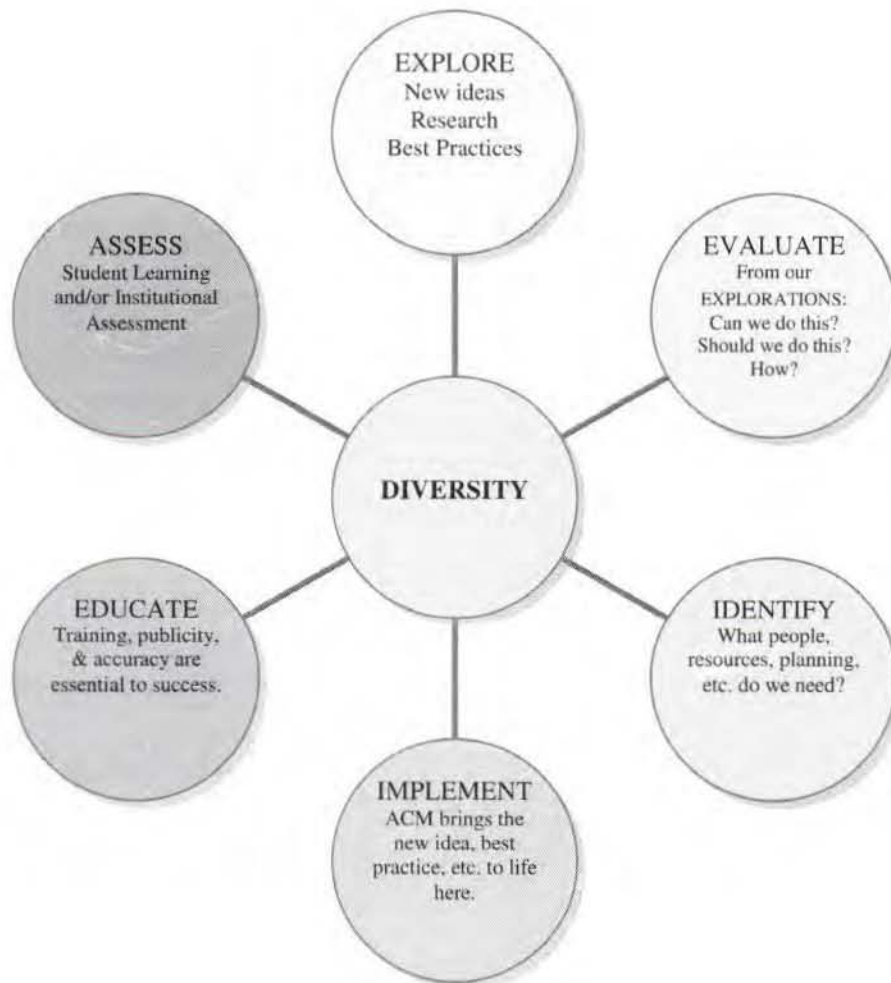 EXPLORE
New ideas
Research
Best Practices
EVALUATE
From our
EXPLORATIONS:
Can we do this?
Should we do this?
How?
IDENTIFY
What people,
resources, planning,
etc. do we need?
IMPLEMENT
ACM brings the
new idea, best
practice, etc. to life
here.
EDUCATE
Training, publicity,
& accuracy are
essential to success.
ASSESS
Student Learning
and/or Institutional
Assessment
DIVERSITY